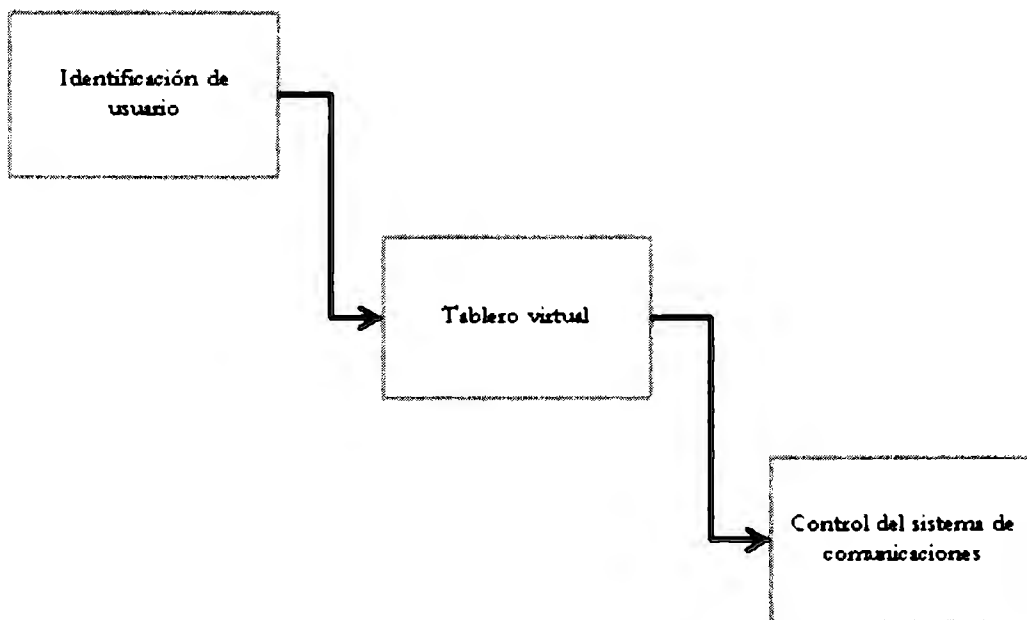 Identificación de
usuario
Tablero virtual
Control del sistema de
comunicaciones